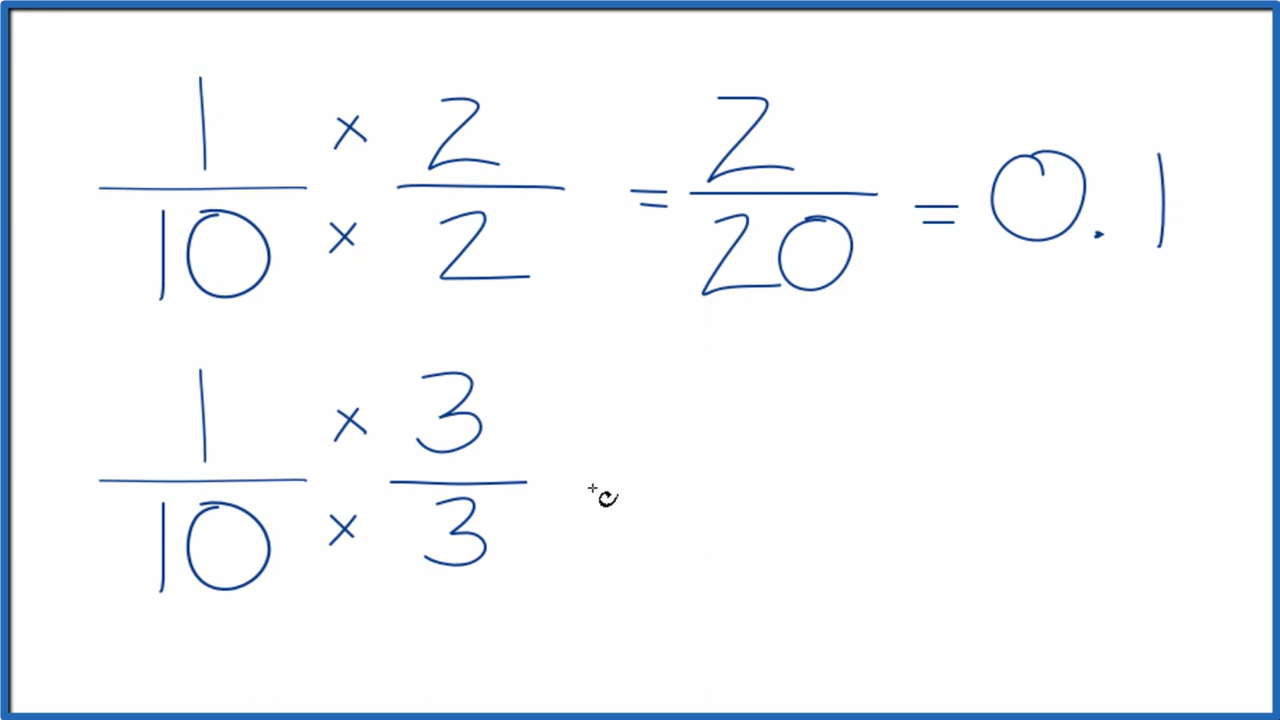 1/10 × 2/2 = 2/20 = 0.1
1/10 × 3/3